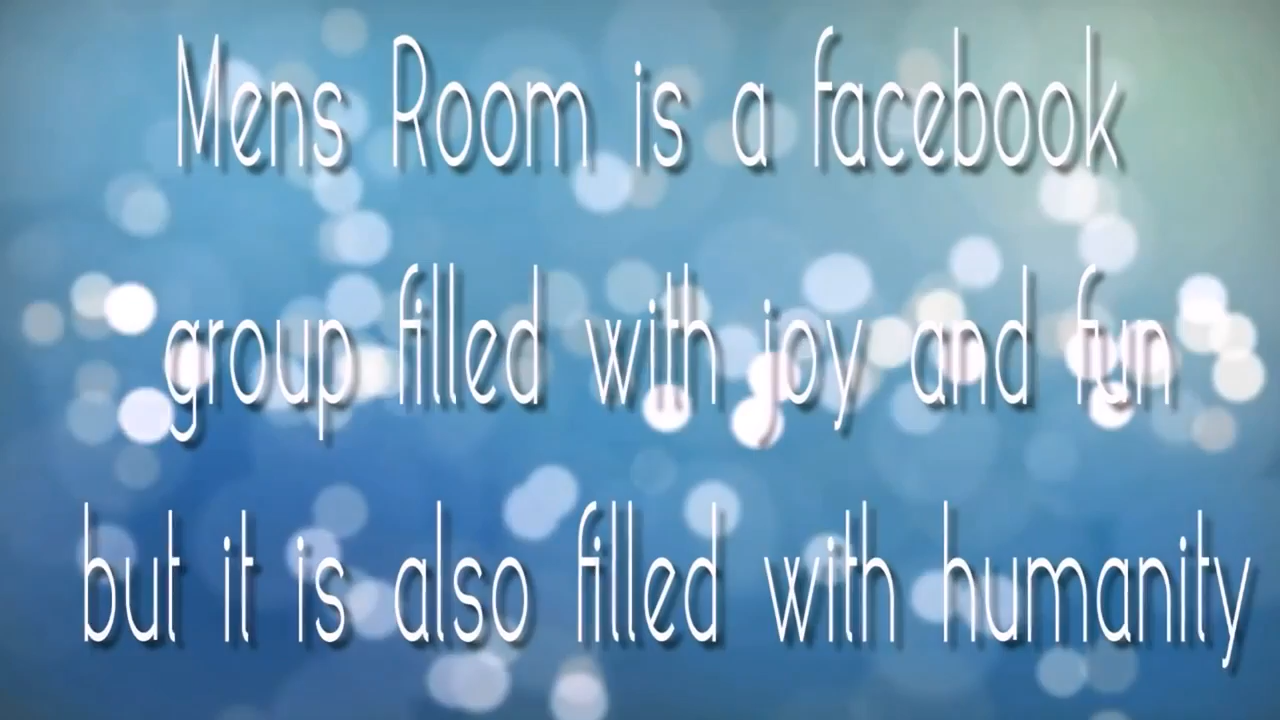 Mens Room is a facebook
group filled with joy and fun
but it is also filled with humanity